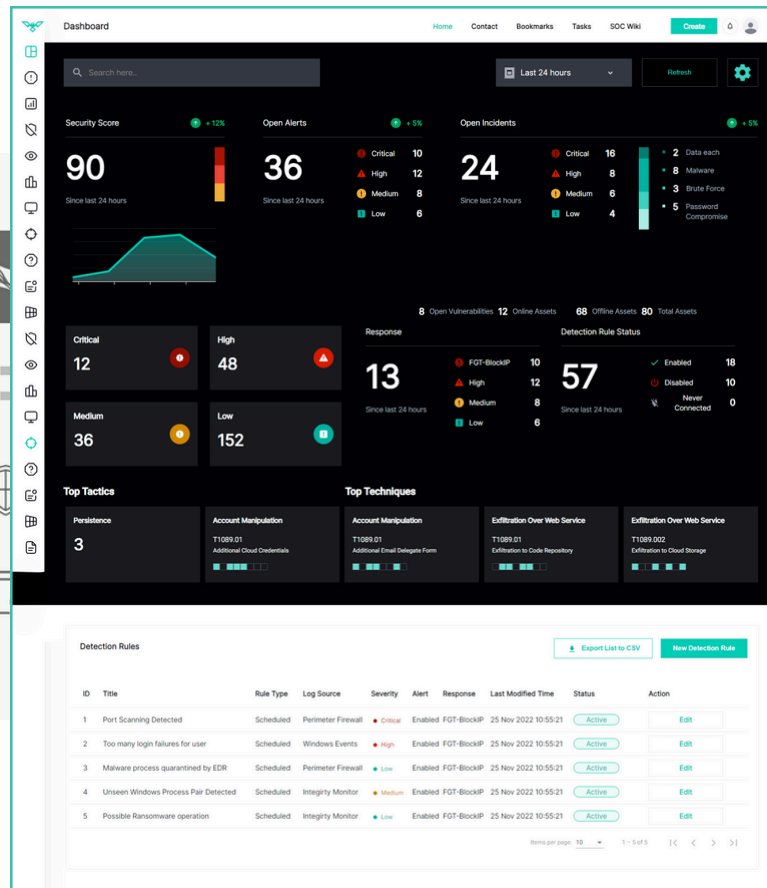 Dashboard
Home Contact Bookmarks Tasks SOC Wiki Create
Search here..
Last 24 hours
Refresh
Security Score + 12%
90
Since last 24 hours
Open Alerts + 5%
36
Since last 24 hours
Critical 10
High 12
Medium 8
Low 6
Open Incidents + 5%
24
Since last 24 hours
Critical 16
High 8
Medium 6
Low 4
2 Data each
8 Malware
3 Brute Force
5 Password
Compromise
8 Open Vulnerabilities 12 Online Assets 68 Offline Assets 80 Total Assets
Critical
12
High
48
Medium
36
Low
152
Response
13
Since last 24 hours
FGT-BlockIP 10
High 12
Medium 8
Low 6
Detection Rule Status
57
Since last 24 hours
Enabled 18
Disabled 10
Never
Connected 0
Top Tactics
Top Techniques
Persistence
3
Account Manipulation
T1089.01
Additional Cloud Credentials
Account Manipulation
T1089.01
Additional Email Delegate Form
Exfiltration Over Web Service
T1089.01
Exfiltration to Code Repository
Exfiltration Over Web Service
T1089.002
Exfiltration to Cloud Storage
Detection Rules
Export List to CSV
New Detection Rule
ID Title Rule Type Log Source Severity Alert Response Last Modified Time Status Action
1 Port Scanning Detected Scheduled Perimeter Firewall Critical Enabled FGT-BlockIP 25 Nov 2022 10:55:21 Active Edit
2 Too many login failures for user Scheduled Windows Events High Enabled FGT-BlockIP 25 Nov 2022 10:55:21 Active Edit
3 Malware process quarantined by EDR Scheduled Perimeter Firewall Low Enabled FGT-BlockIP 25 Nov 2022 10:55:21 Active Edit
4 Unseen Windows Process Pair Detected Scheduled Integirty Monitor Medium Enabled FGT-BlockIP 25 Nov 2022 10:55:21 Active Edit
5 Possible Ransomware operation Scheduled Integirty Monitor Low Enabled FGT-BlockIP 25 Nov 2022 10:55:21 Active Edit
Items per page: 10 1 – 5 of 5